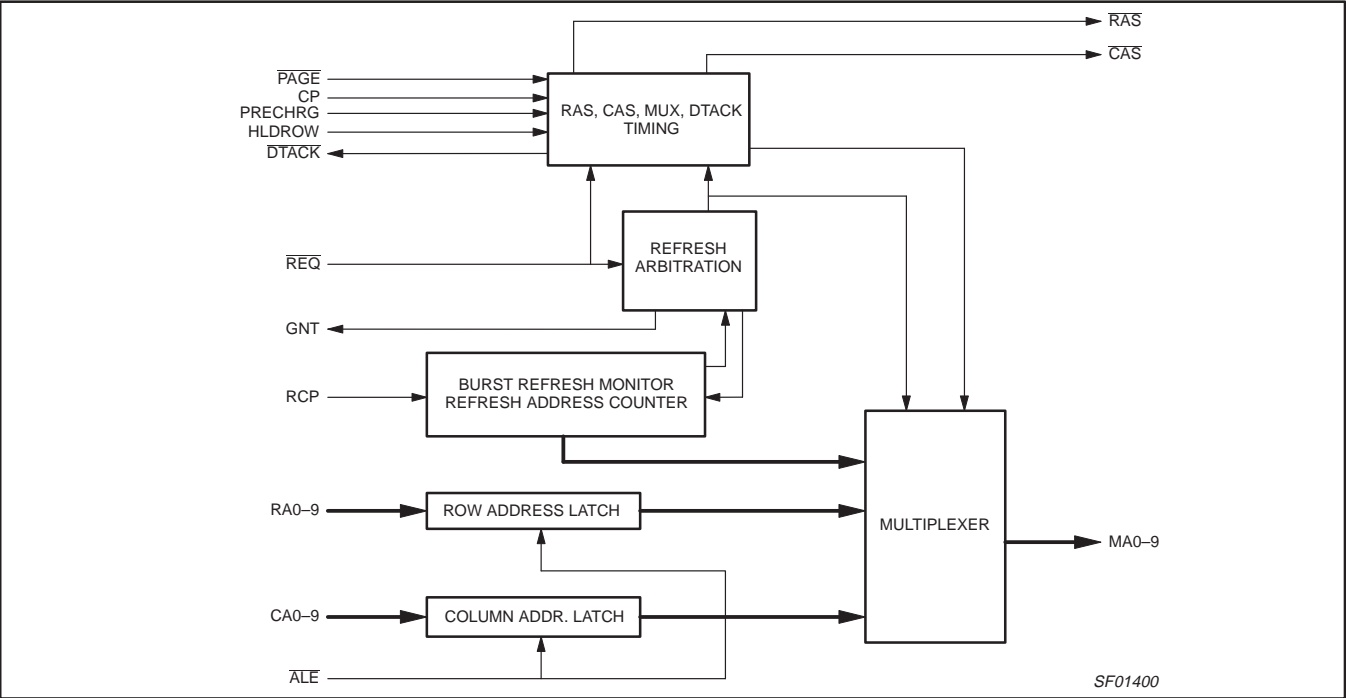 RAS
CAS
PAGE
CP
PRECHRG
HLDROW
DTACK
RAS, CAS, MUX, DTACK
TIMING
REQ
REFRESH
ARBITRATION
GNT
RCP
BURST REFRESH MONITOR
REFRESH ADDRESS COUNTER
RA0–9
ROW ADDRESS LATCH
MULTIPLEXER
MA0–9
CA0–9
COLUMN ADDR. LATCH
ALE
SF01400